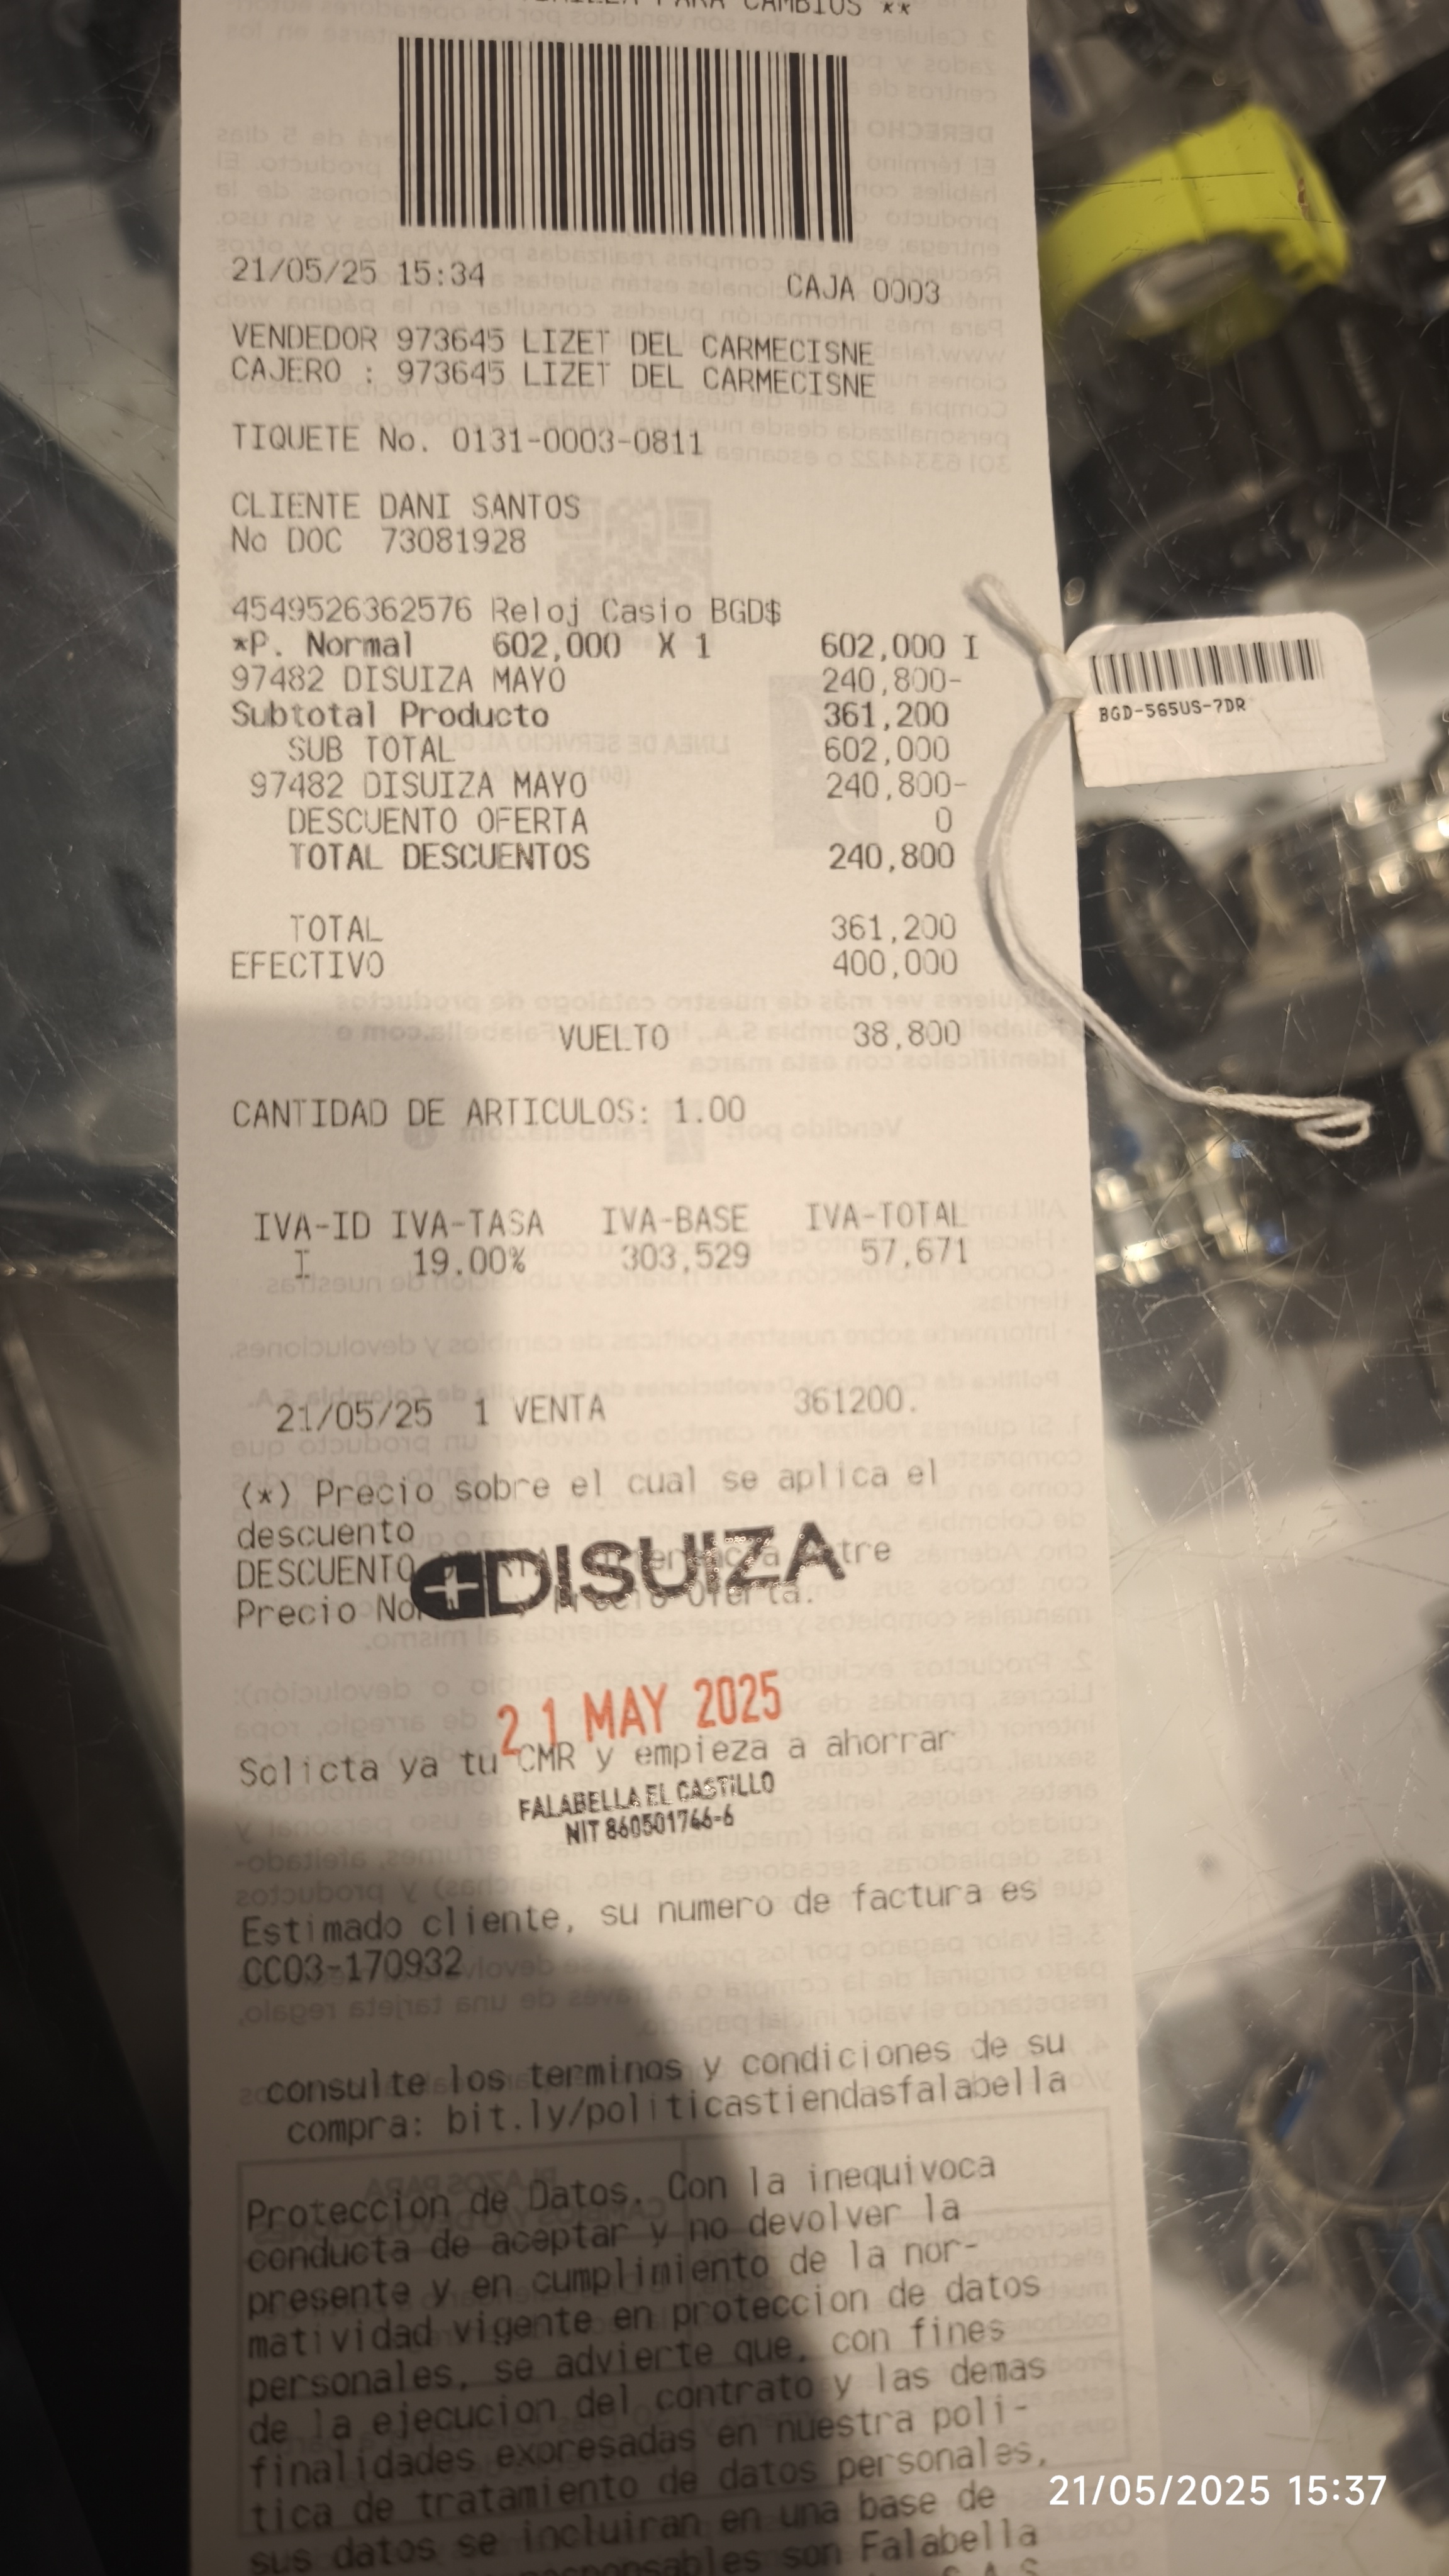 PARA CAMBIOS **
21/05/25 15:34 CAJA 0003
VENDEDOR 973645 LIZET DEL CARMECISNE
CAJERO : 973645 LIZET DEL CARMECISNE
TIQUETE No. 0131-0003-0811
CLIENTE DANI SANTOS
No DOC 73081928
4549526362576 Reloj Casio BGD$
*P. Normal 602,000 X 1 602,000 I
97482 DISUIZA MAYO 240,800-
Subtotal Producto 361,200
SUB TOTAL 602,000
97482 DISUIZA MAYO 240,800-
DESCUENTO OFERTA 0
TOTAL DESCUENTOS 240,800
TOTAL 361,200
EFECTIVO 400,000
VUELTO 38,800
CANTIDAD DE ARTICULOS: 1.00
IVA-ID IVA-TASA IVA-BASE IVA-TOTAL
I 19.00% 303,529 57,671
21/05/25 1 VENTA 361200.
(*) Precio sobre el cual se aplica el
descuento
DESCUENTO
Precio
DISUIZA
21 MAY 2025
Solicta ya tu CMR y empieza a ahorrar
FALABELLA EL CASTILLO
NIT 860501766-6
Estimado cliente, su numero de factura es
CC03-170932
consulte los terminos y condiciones de su
compra: bit.ly/politicastiendasfalabella
Proteccion de Datos. Con la inequivoca
conducta de aceptar y no devolver la
presente y en cumplimiento de la nor-
matividad vigente en proteccion de datos
personales, se advierte que, con fines
de la ejecucion del contrato y las demas
finalidades exoresadas en nuestra poli-
tica de tratamiento de datos personales,
sus datos se incluiran en una base de
son Falabella
BGD-565US-7DR
21/05/2025 15:37